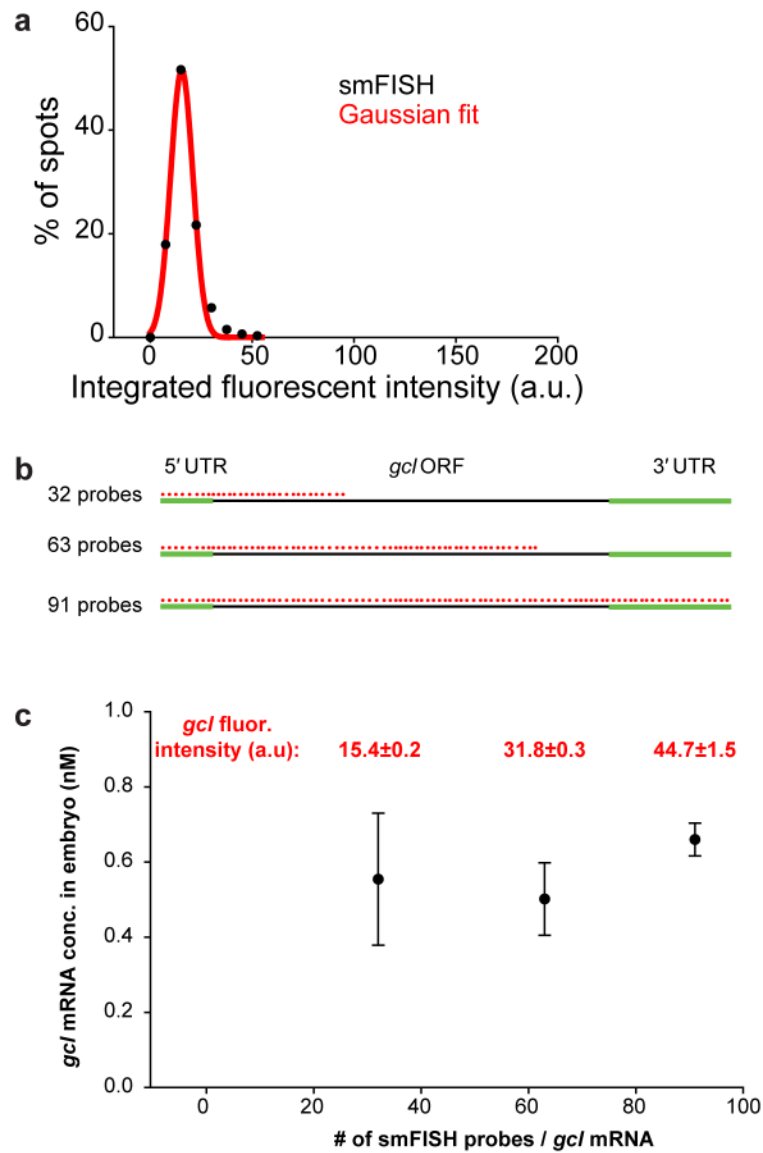 a
60
40
20
0
% of spots
smFISH
Gaussian fit
0 50 100 150 200
Integrated fluorescent intensity (a.u.)
b
5′ UTR gcl ORF 3′ UTR
32 probes
63 probes
91 probes
c
gcl fluor.
intensity (a.u): 15.4±0.2 31.8±0.3 44.7±1.5
1.0
0.8
0.6
0.4
0.2
0.0
gcl mRNA conc. in embryo (nM)
0 20 40 60 80 100
# of smFISH probes / gcl mRNA